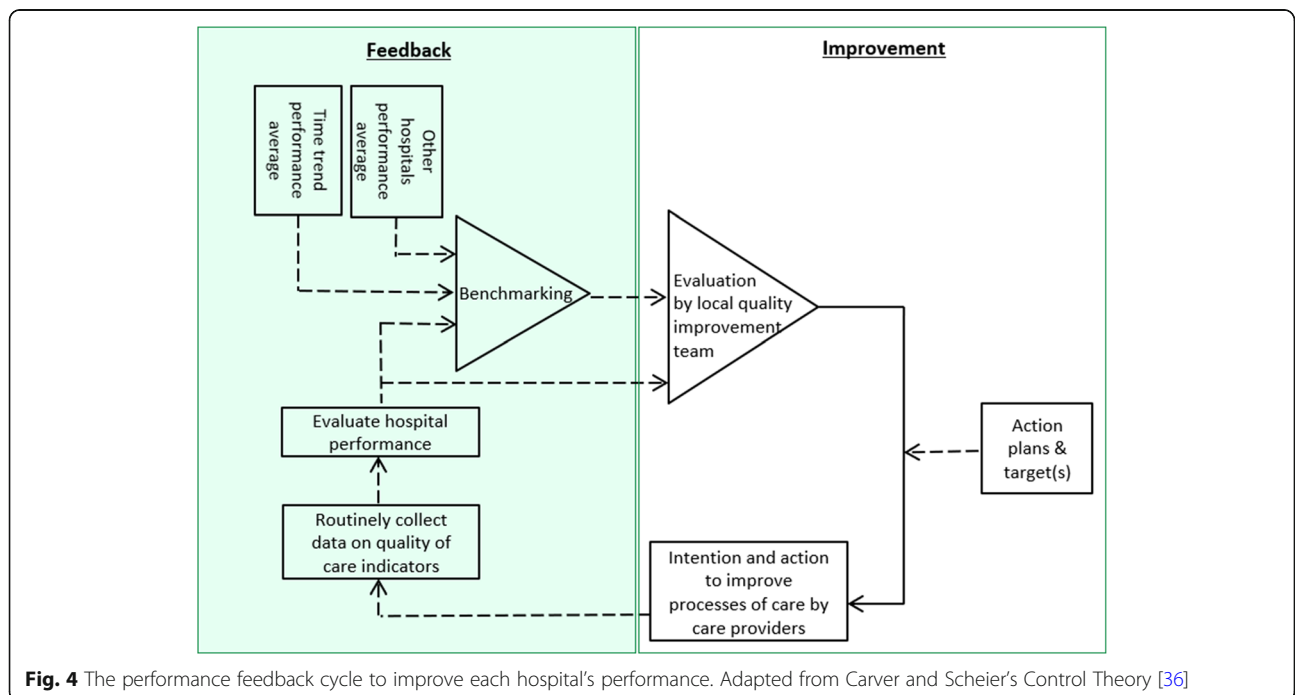 Feedback
Improvement
Time trend
performance
average
Other
hospitals
performance
average
Benchmarking
Evaluation
by local quality
improvement
team
Evaluate hospital
performance
Action
plans &
target(s)
Routinely collect
data on quality of
care indicators
Intention and action
to improve
processes of care by
care providers
Fig. 4 The performance feedback cycle to improve each hospital's performance. Adapted from Carver and Scheier's Control Theory [36]